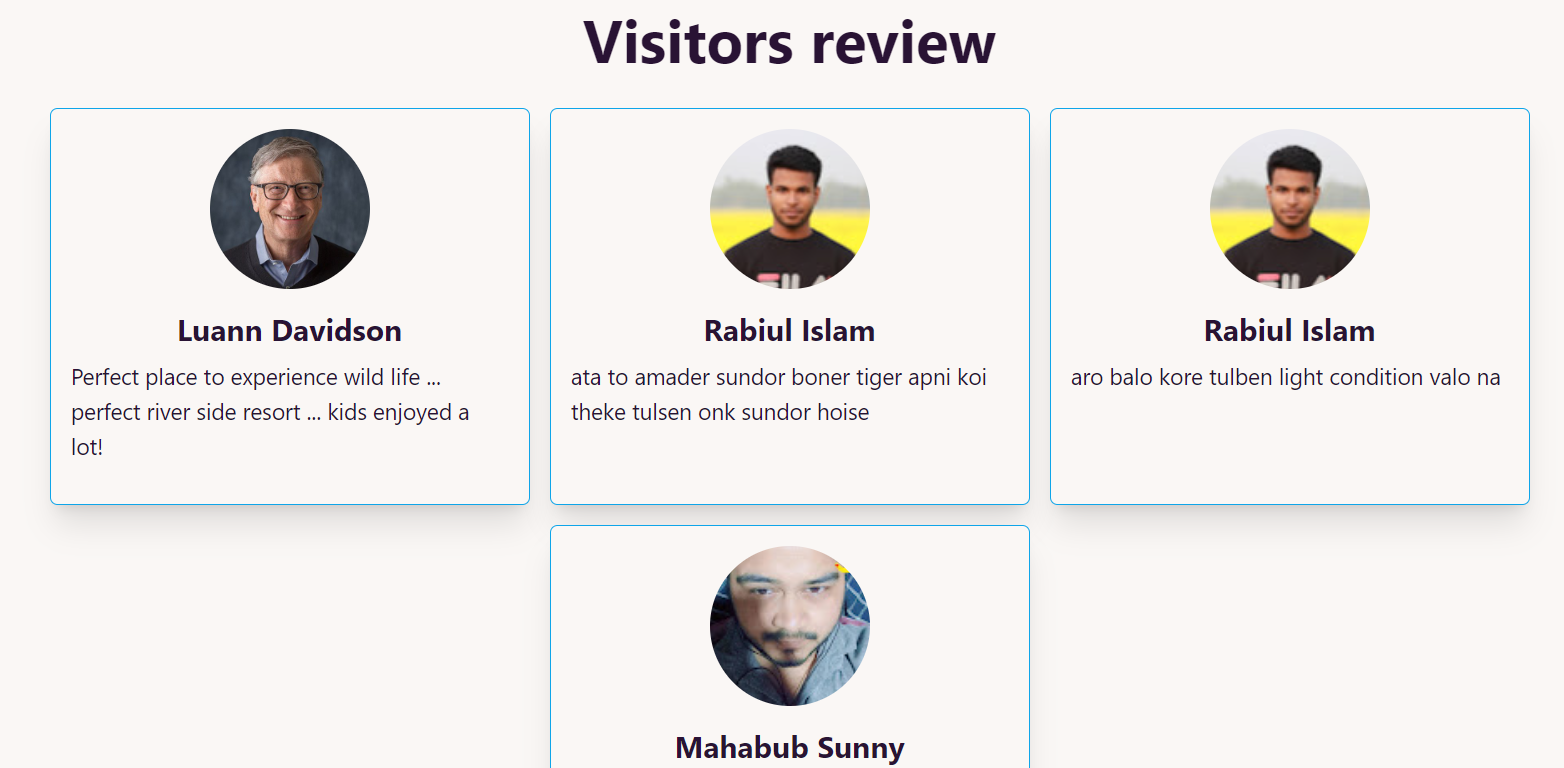 Visitors review
Luann Davidson
Perfect place to experience wild life ...
perfect river side resort ... kids enjoyed a
lot!
Rabiul Islam
ata to amader sundor boner tiger apni koi
theke tulsen onk sundor hoise
Rabiul Islam
aro balo kore tulben light condition valo na
Mahabub Sunny